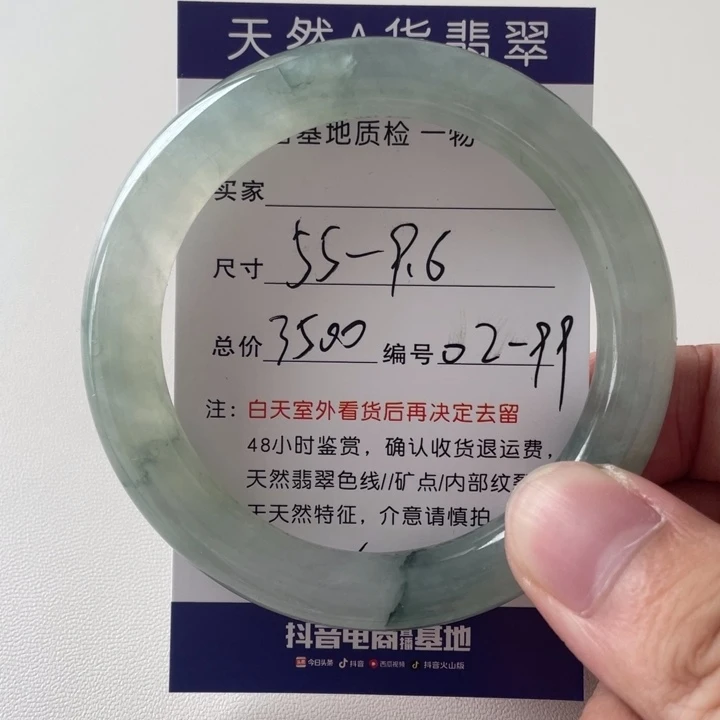 天然A货翡翠
基地质检 一物
买家
尺寸 55-9.6
总价 3500 编号 02-99
注：白天室外看货后再决定去留
48小时鉴赏，确认收货退运费，
天然翡翠色线//矿点/内部纹裂
于天然特征，介意请慎拍
抖音电商直播基地
今日头条 抖音 西瓜视频 抖音火山版